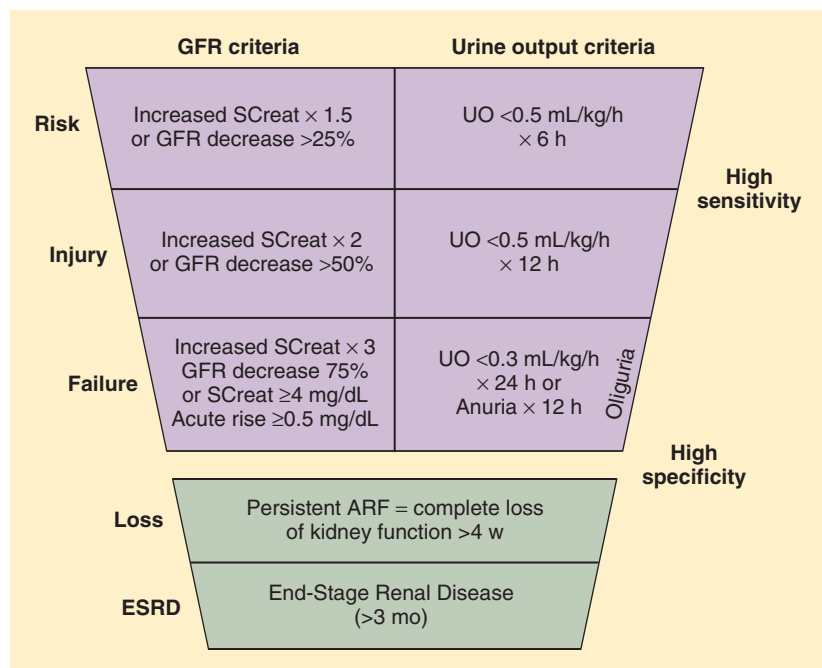 GFR criteria
Urine output criteria
Risk
Increased SCreat × 1.5
or GFR decrease >25%
UO <0.5 mL/kg/h
× 6 h
High
sensitivity
Injury
Increased SCreat × 2
or GFR decrease >50%
UO <0.5 mL/kg/h
× 12 h
Failure
Increased SCreat × 3
GFR decrease 75%
or SCreat ≥4 mg/dL
Acute rise ≥0.5 mg/dL
UO <0.3 mL/kg/h
× 24 h or
Anuria × 12 h
Oliguria
High
specificity
Loss
Persistent ARF = complete loss
of kidney function >4 w
ESRD
End-Stage Renal Disease
(>3 mo)